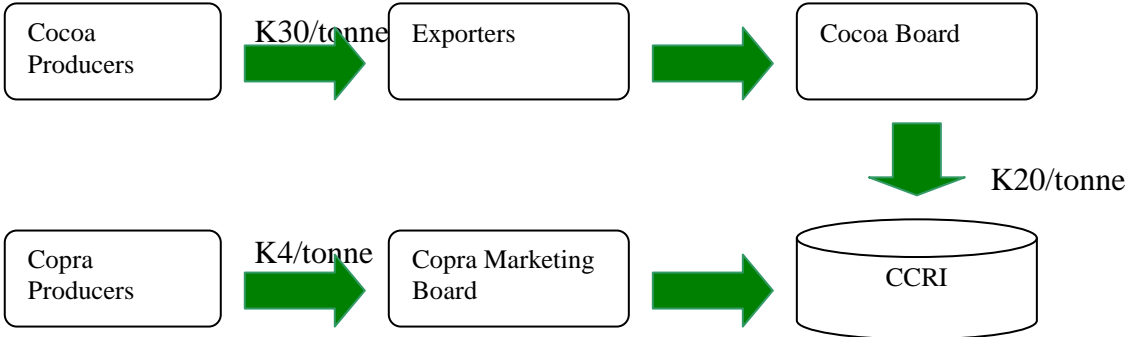 Cocoa
Producers
K30/tonne
Exporters
Cocoa Board
K20/tonne
Copra
Producers
K4/tonne
Copra Marketing
Board
CCRI